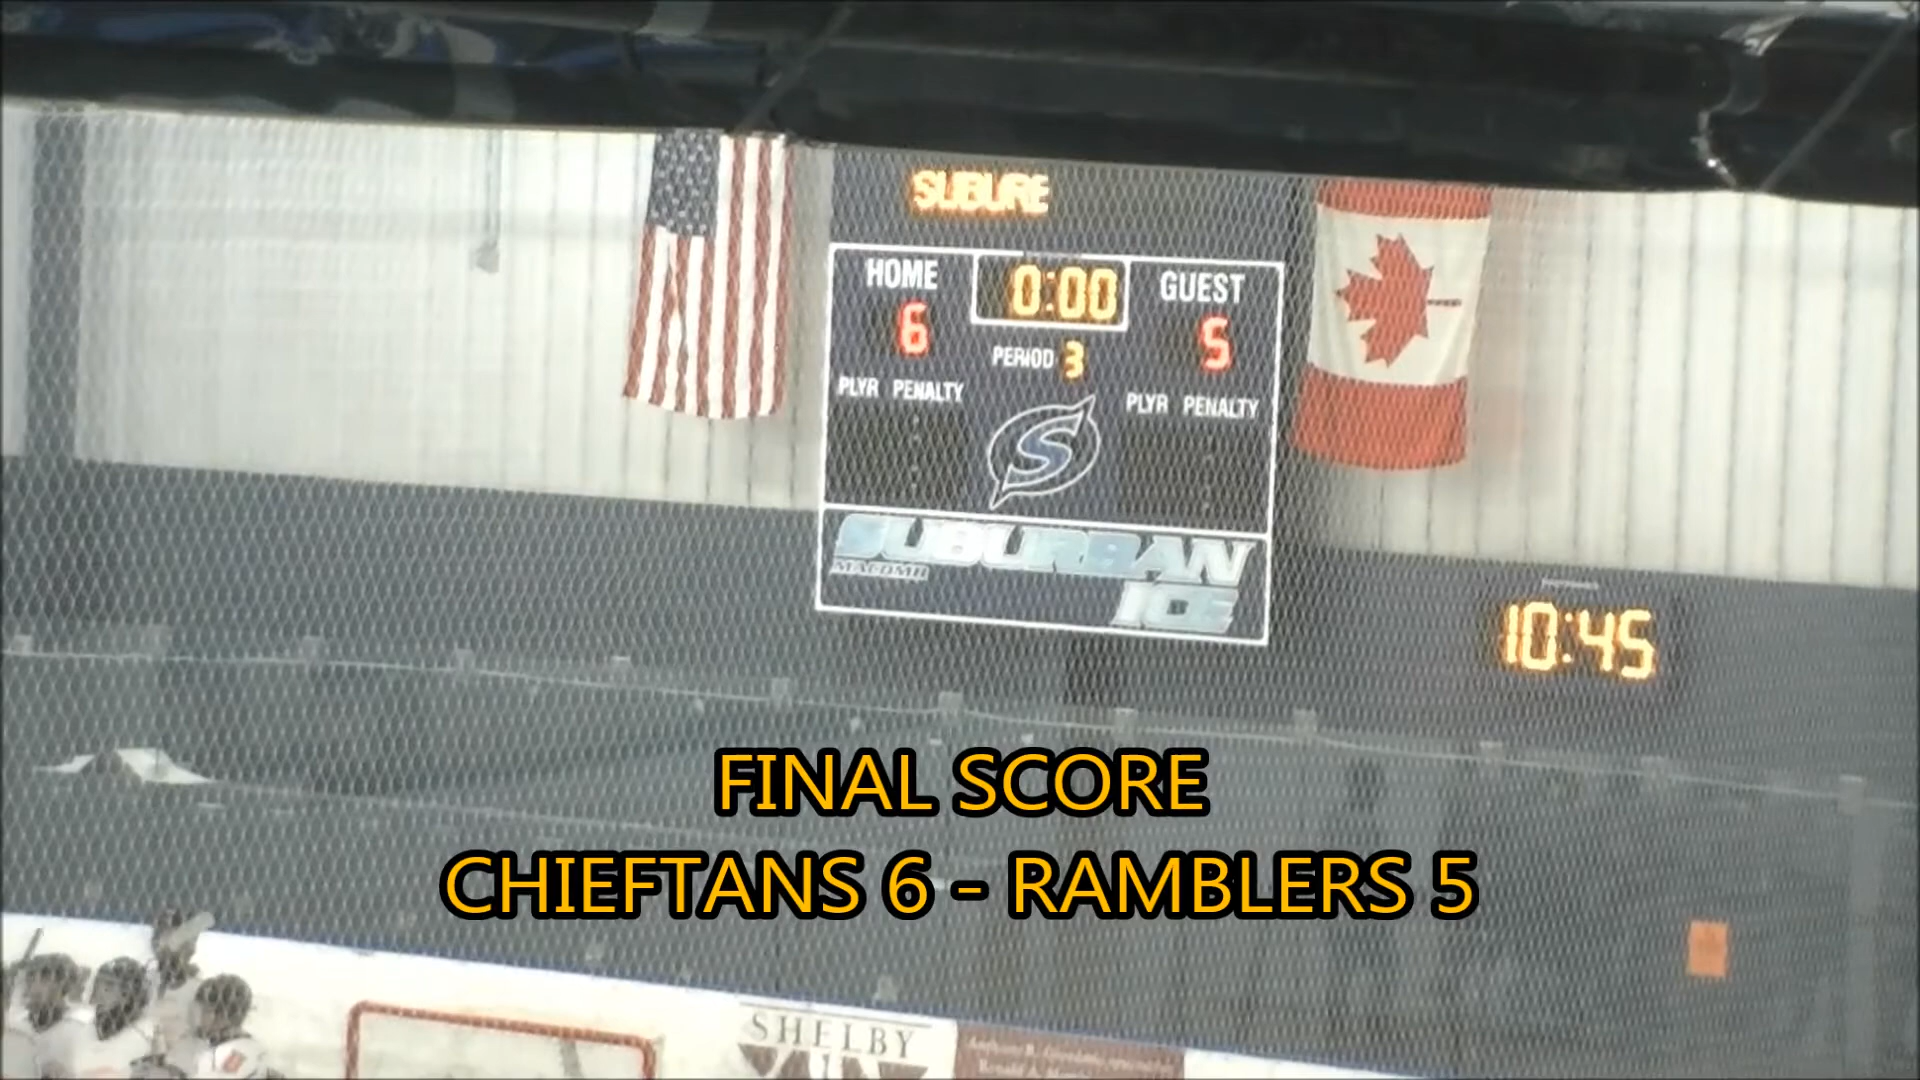 SUBURE
HOME 0:00 GUEST
6 5
PERIOD 3
PLYR PENALTY PLYR PENALTY
S
SUBURBAN
MACOMB
ICE
10:45
FINAL SCORE
CHIEFTANS 6 - RAMBLERS 5
SHELBY